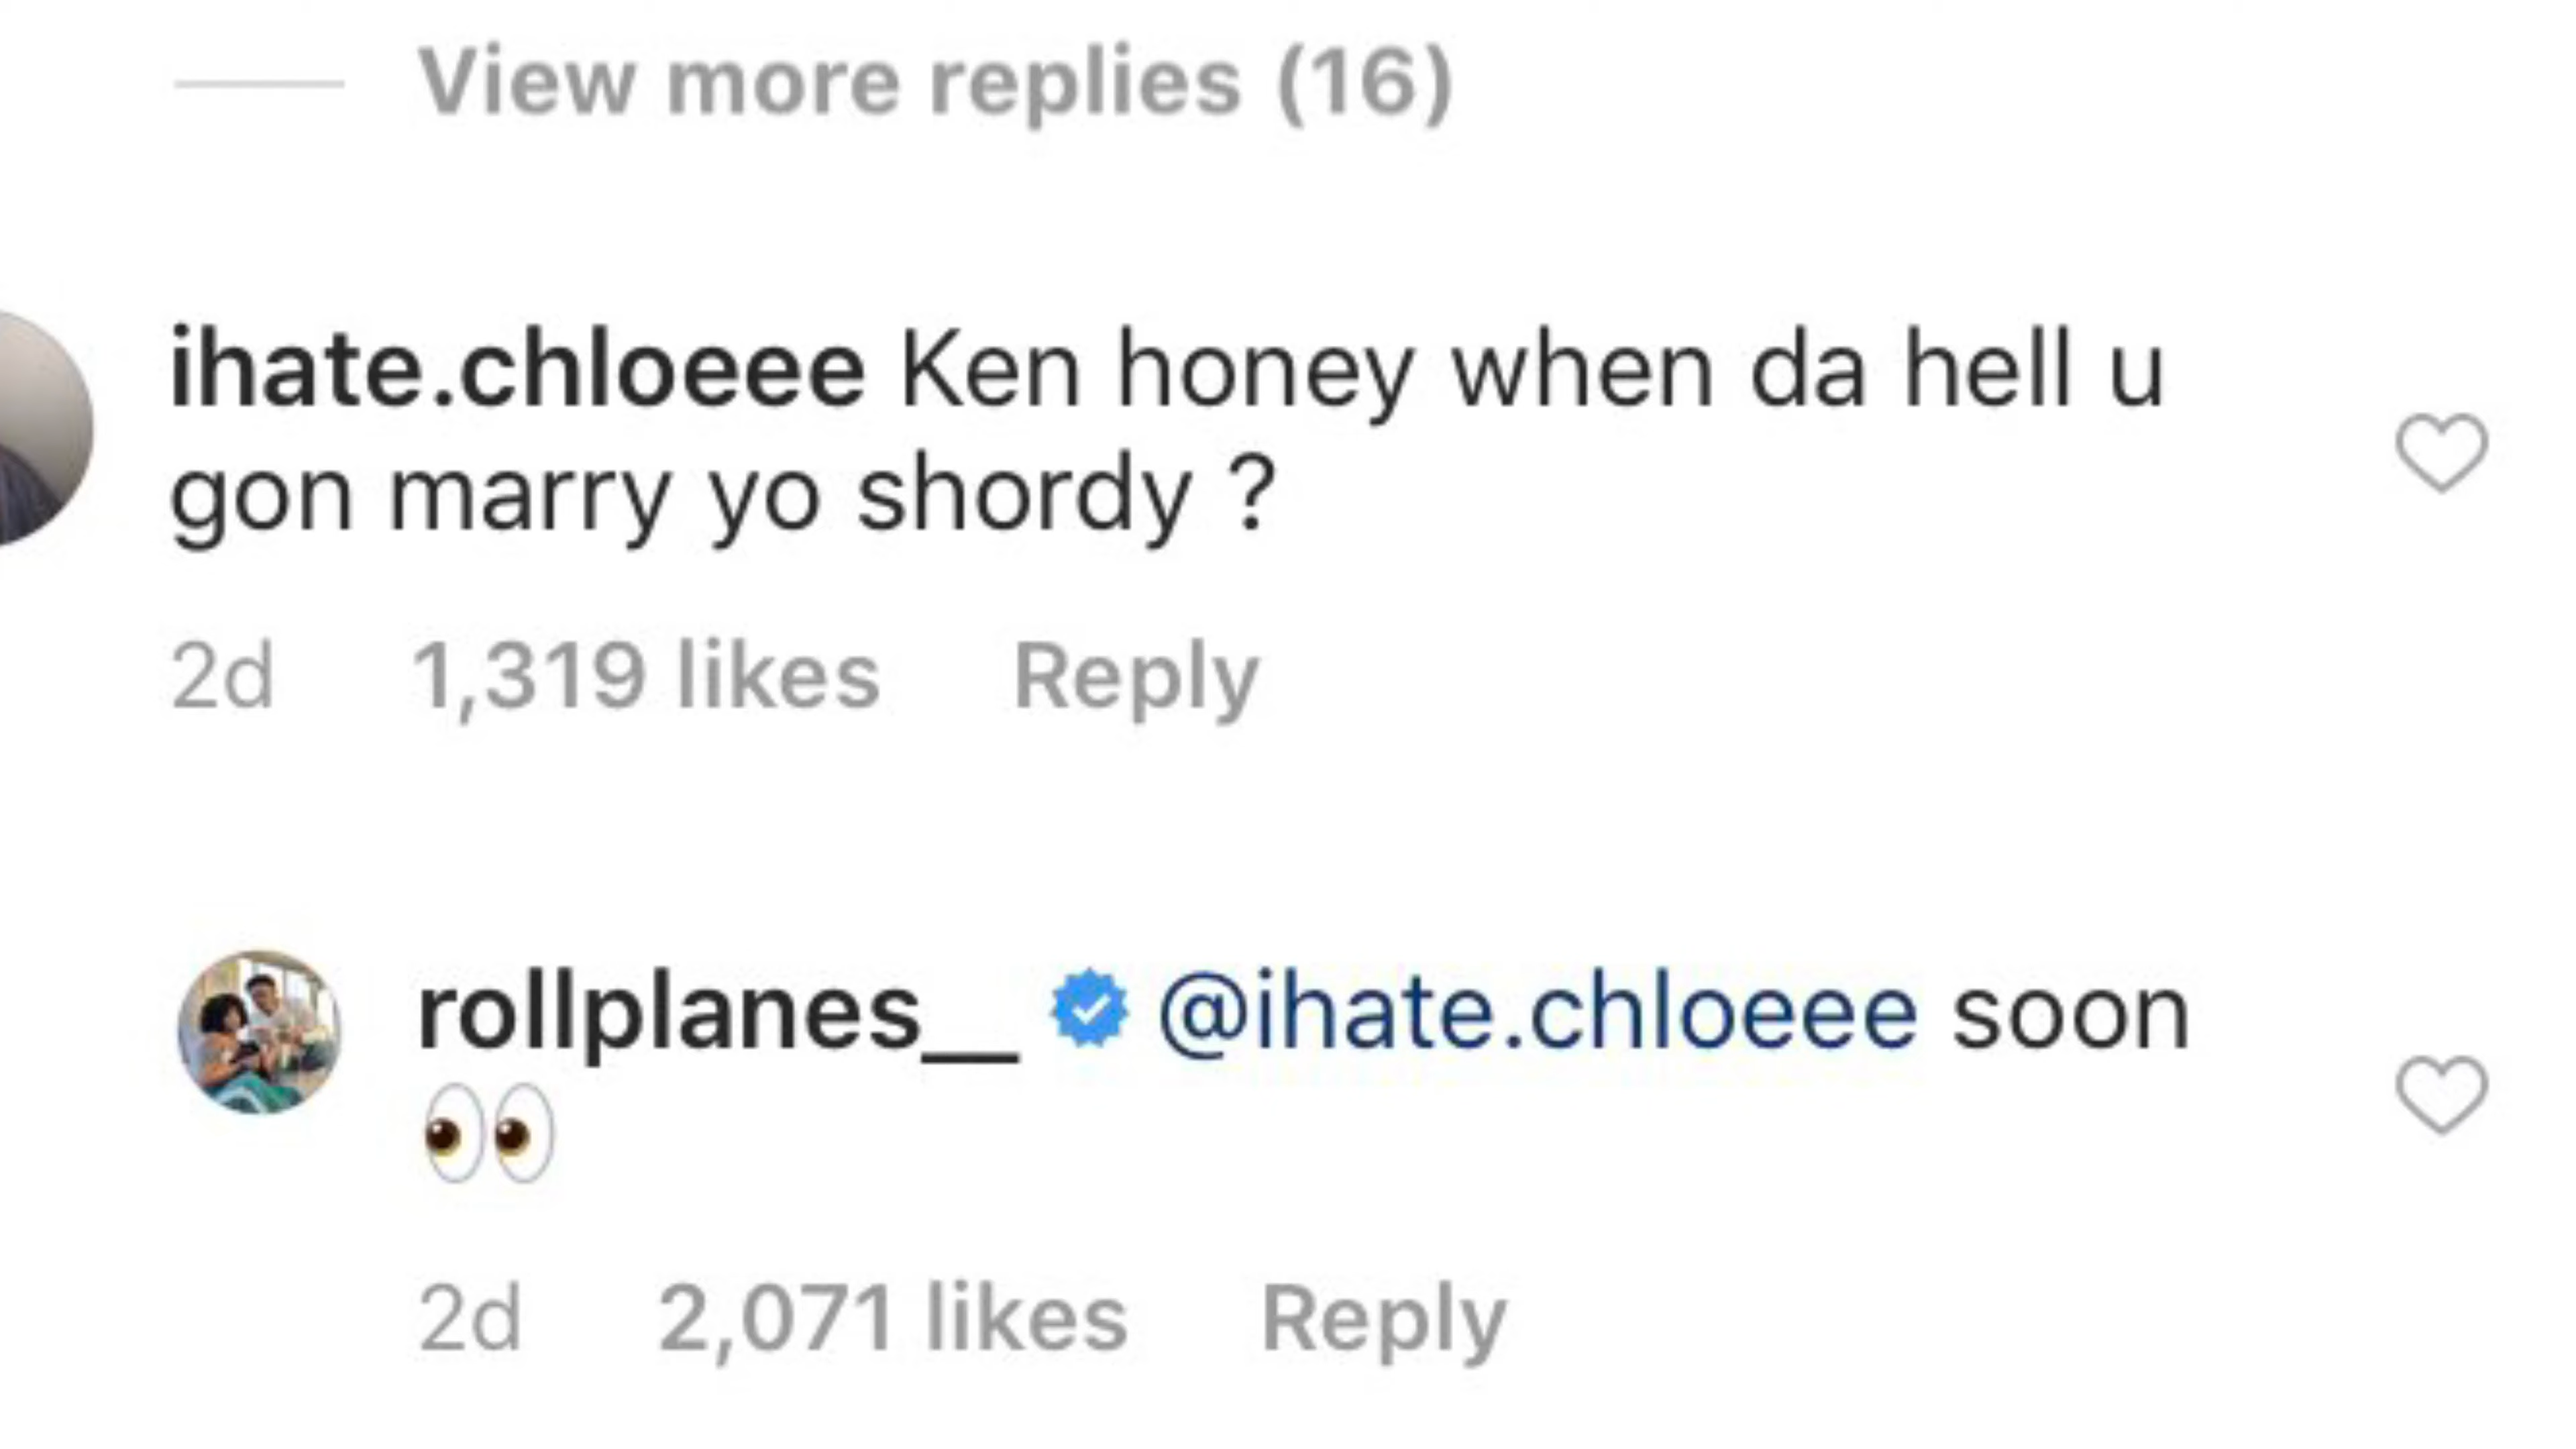 View more replies (16)
ihate.chloeee Ken honey when da hell u
gon marry yo shordy ?
2d 1,319 likes Reply
rollplanes__ @ihate.chloeee soon
👀
2d 2,071 likes Reply